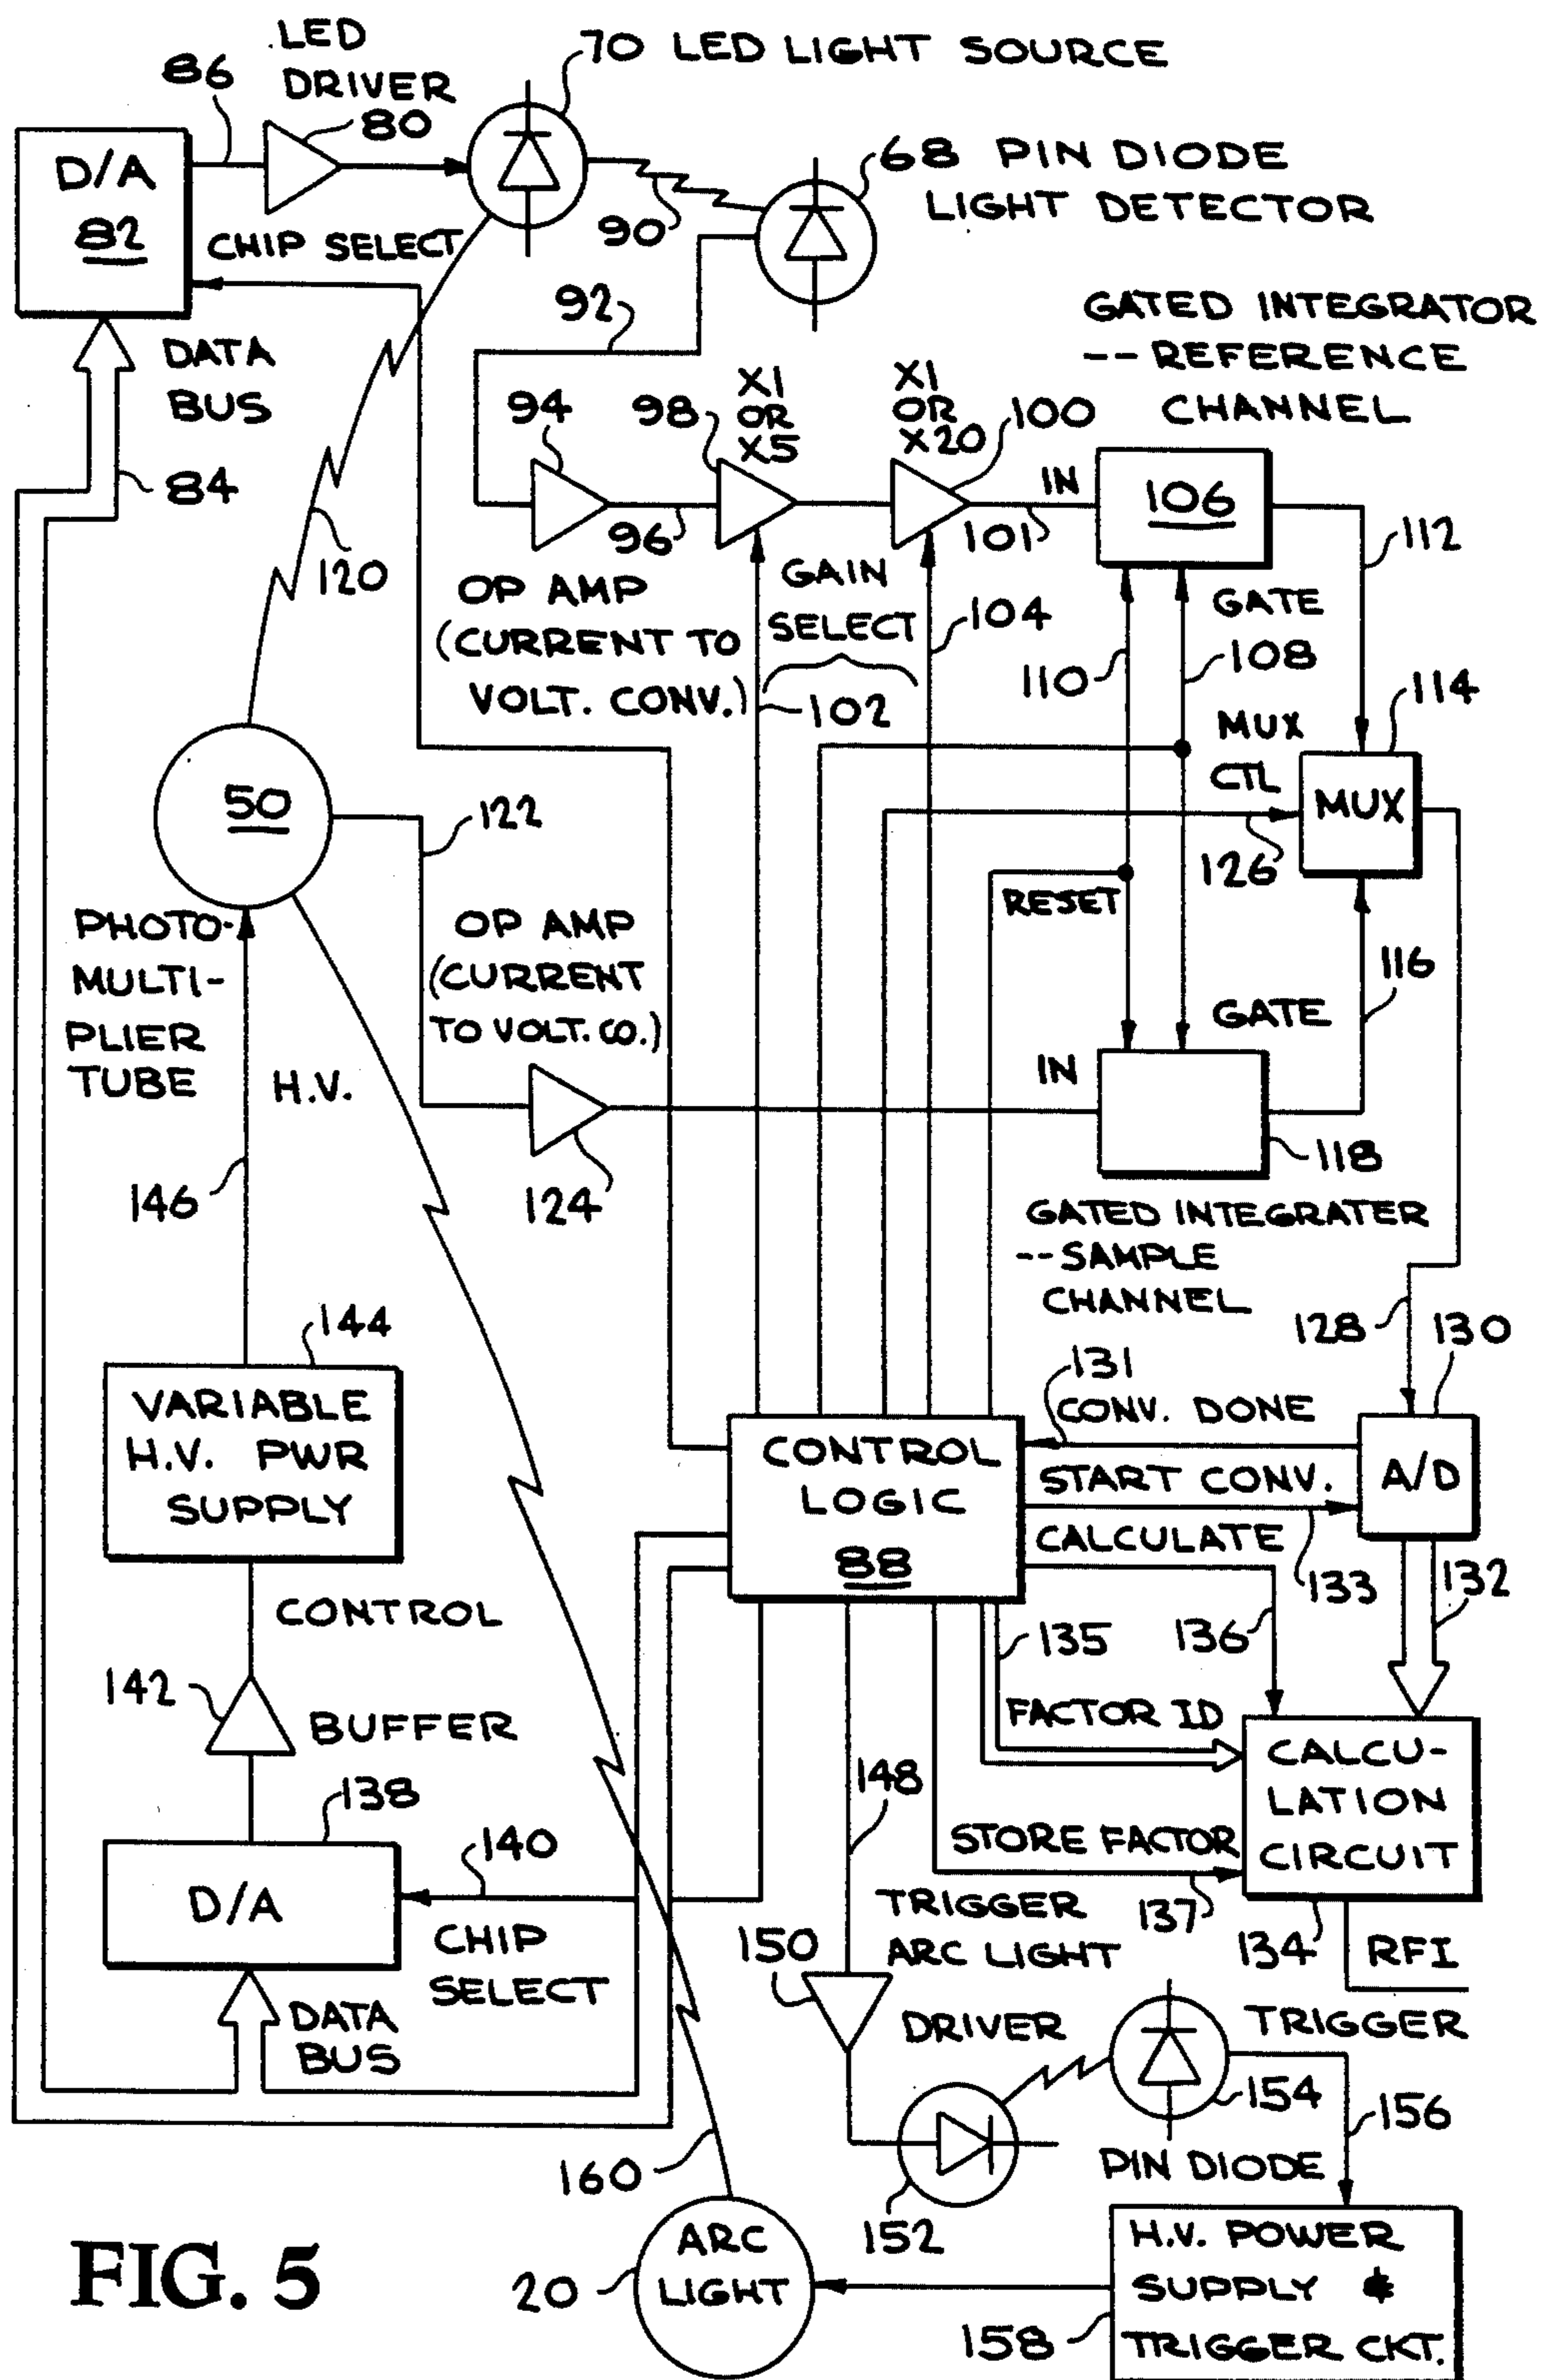 LED
DRIVER
86
80
70 LED LIGHT SOURCE
D/A
82
CHIP SELECT
90
68 PIN DIODE
LIGHT DETECTOR
DATA
BUS
84
92
GATED INTEGRATOR
-- REFERENCE
CHANNEL
94
98
X1
OR
X5
X1
OR
X20
100
IN
106
96
101
112
120
OP AMP
(CURRENT TO
VOLT. CONV.)
GAIN
SELECT
104
102
110
GATE
108
MUX
CTL
114
MUX
126
50
122
RESET
PHOTO-
MULTI-
PLIER
TUBE
OP AMP
(CURRENT
TO VOLT. CO.)
116
GATE
H.V.
IN
124
118
146
GATED INTEGRATER
-- SAMPLE
CHANNEL
128
130
144
131
CONV. DONE
VARIABLE
H.V. PWR
SUPPLY
CONTROL
LOGIC
88
START CONV.
A/D
CALCULATE
133
132
CONTROL
135
136
142
BUFFER
FACTOR ID
CALCU-
LATION
CIRCUIT
148
138
STORE FACTOR
140
D/A
TRIGGER
ARC LIGHT
137
134
RFI
CHIP
SELECT
150
DATA
BUS
DRIVER
TRIGGER
154
156
160
PIN DIODE
152
ARC
LIGHT
20
H.V. POWER
SUPPLY &
TRIGGER CKT.
158
FIG. 5